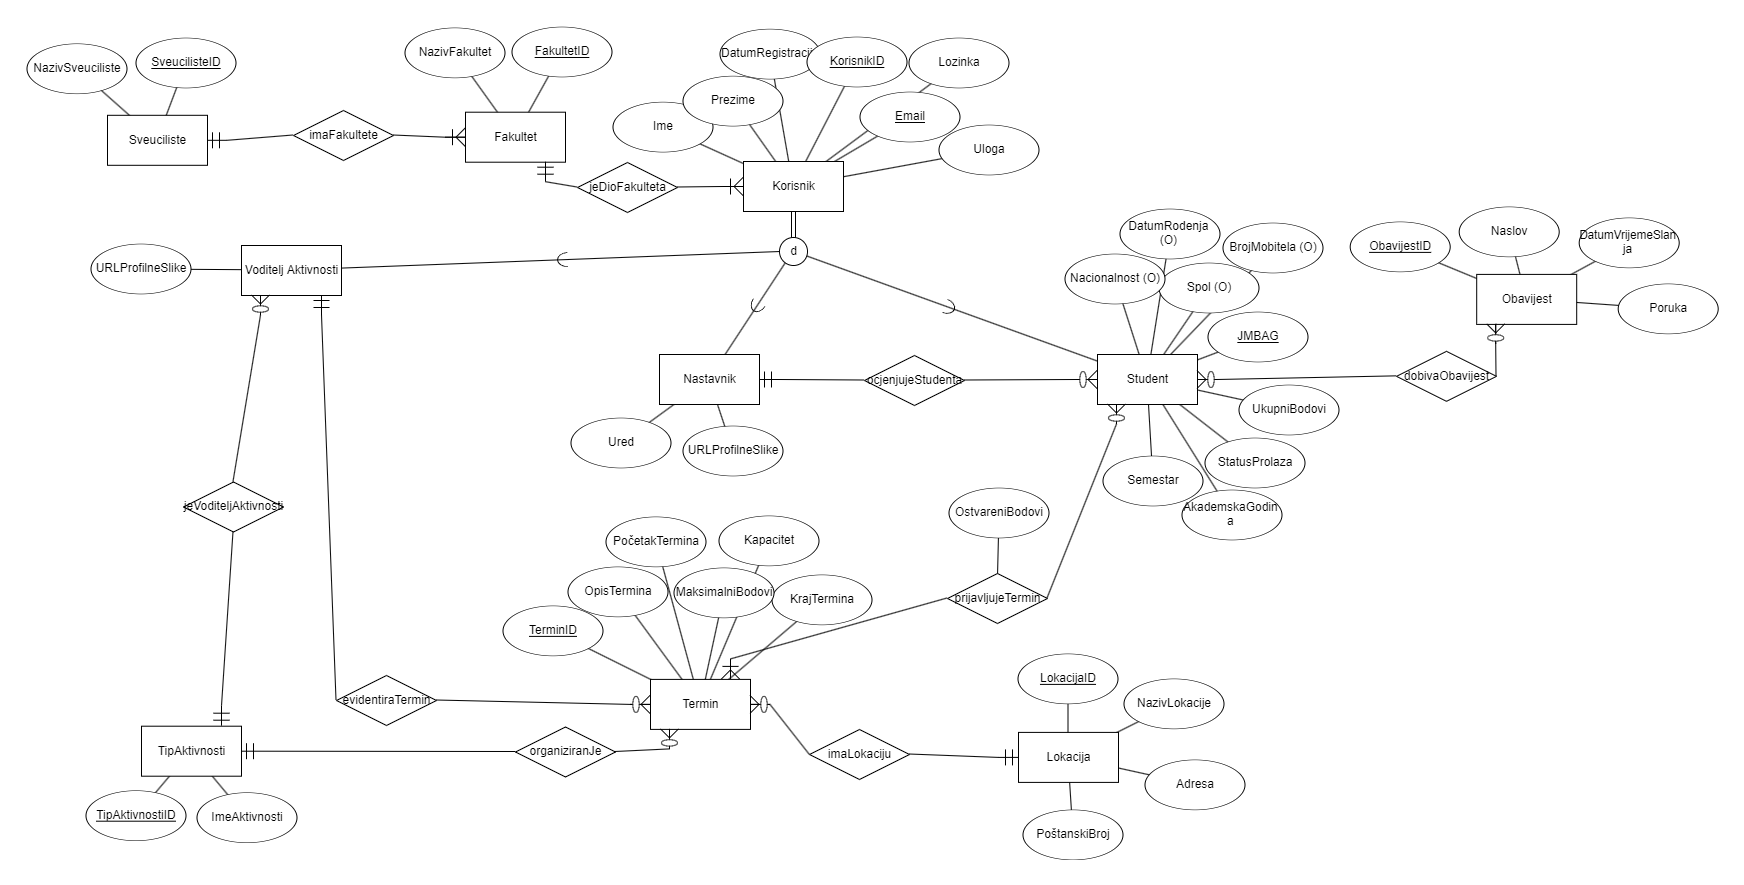 NazivSveuciliste
SveucilisteID
Sveuciliste
imaFakultete
NazivFakultet
FakultetID
Fakultet
jeDioFakulteta
DatumRegistracij
KorisnikID
Lozinka
Prezime
Email
Ime
Uloga
Korisnik
d
URLProfilneSlike
Voditelj Aktivnosti
DatumRođenja
(O)
BrojMobitela (O)
Nacionalnost (O)
Spol (O)
JMBAG
ObavijestID
Naslov
DatumVrijemeSlan
ja
Obavijest
Poruka
Nastavnik
ocjenjujeStudenta
Student
dobivaObavijest
Ured
URLProfilneSlike
UkupniBodovi
StatusProlaza
Semestar
AkademskaGodin
a
jeVoditeljAktivnosti
OstvareniBodovi
prijavljujeTermin
PočetakTermina
Kapacitet
OpisTermina
MaksimalniBodovi
KrajTermina
TerminID
evidentiraTermin
Termin
LokacijaID
NazivLokacije
TipAktivnosti
organiziranJe
imaLokaciju
Lokacija
Adresa
TipAktivnostiID
ImeAktivnosti
PoštanskiBroj